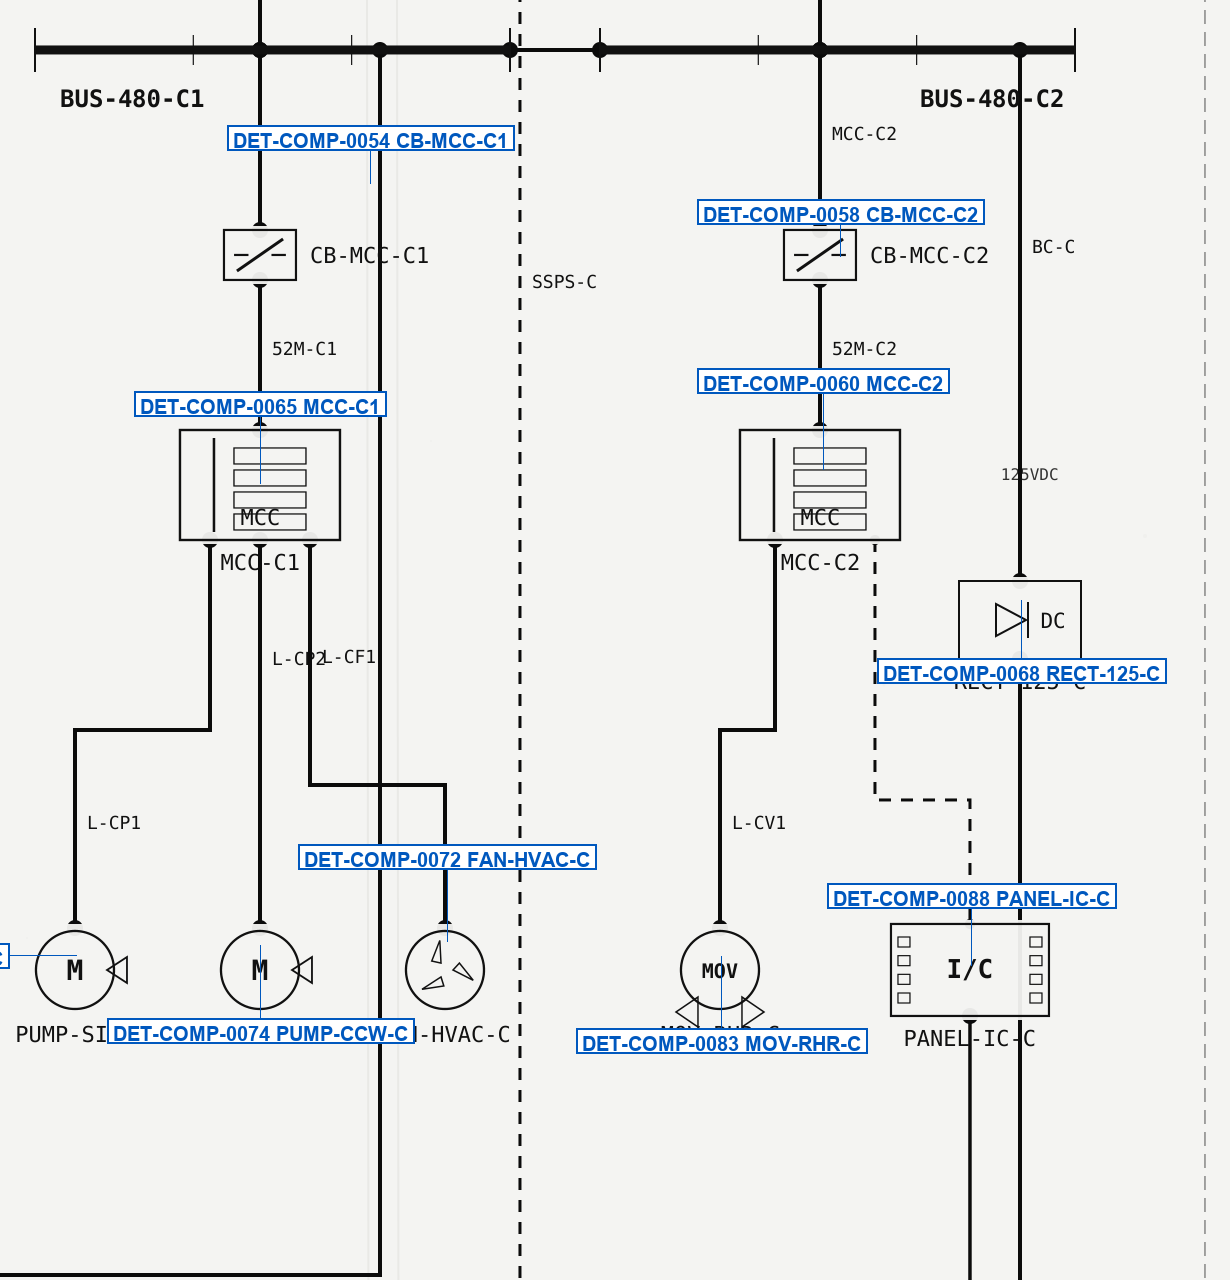 BUS-480-C1
BUS-480-C2
DET-COMP-0054 CB-MCC-C1
MCC-C2
DET-COMP-0058 CB-MCC-C2
CB-MCC-C1
CB-MCC-C2
BC-C
SSPS-C
52M-C1
52M-C2
DET-COMP-0060 MCC-C2
DET-COMP-0065 MCC-C1
125VDC
MCC
MCC
MCC-C1
MCC-C2
DC
L-CP2
L-CF1
DET-COMP-0068 RECT-125-C
L-CP1
L-CV1
DET-COMP-0072 FAN-HVAC-C
DET-COMP-0088 PANEL-IC-C
M
M
MOV
I/C
PUMP-SI
DET-COMP-0074 PUMP-CCW-C
-HVAC-C
DET-COMP-0083 MOV-RHR-C
PANEL-IC-C